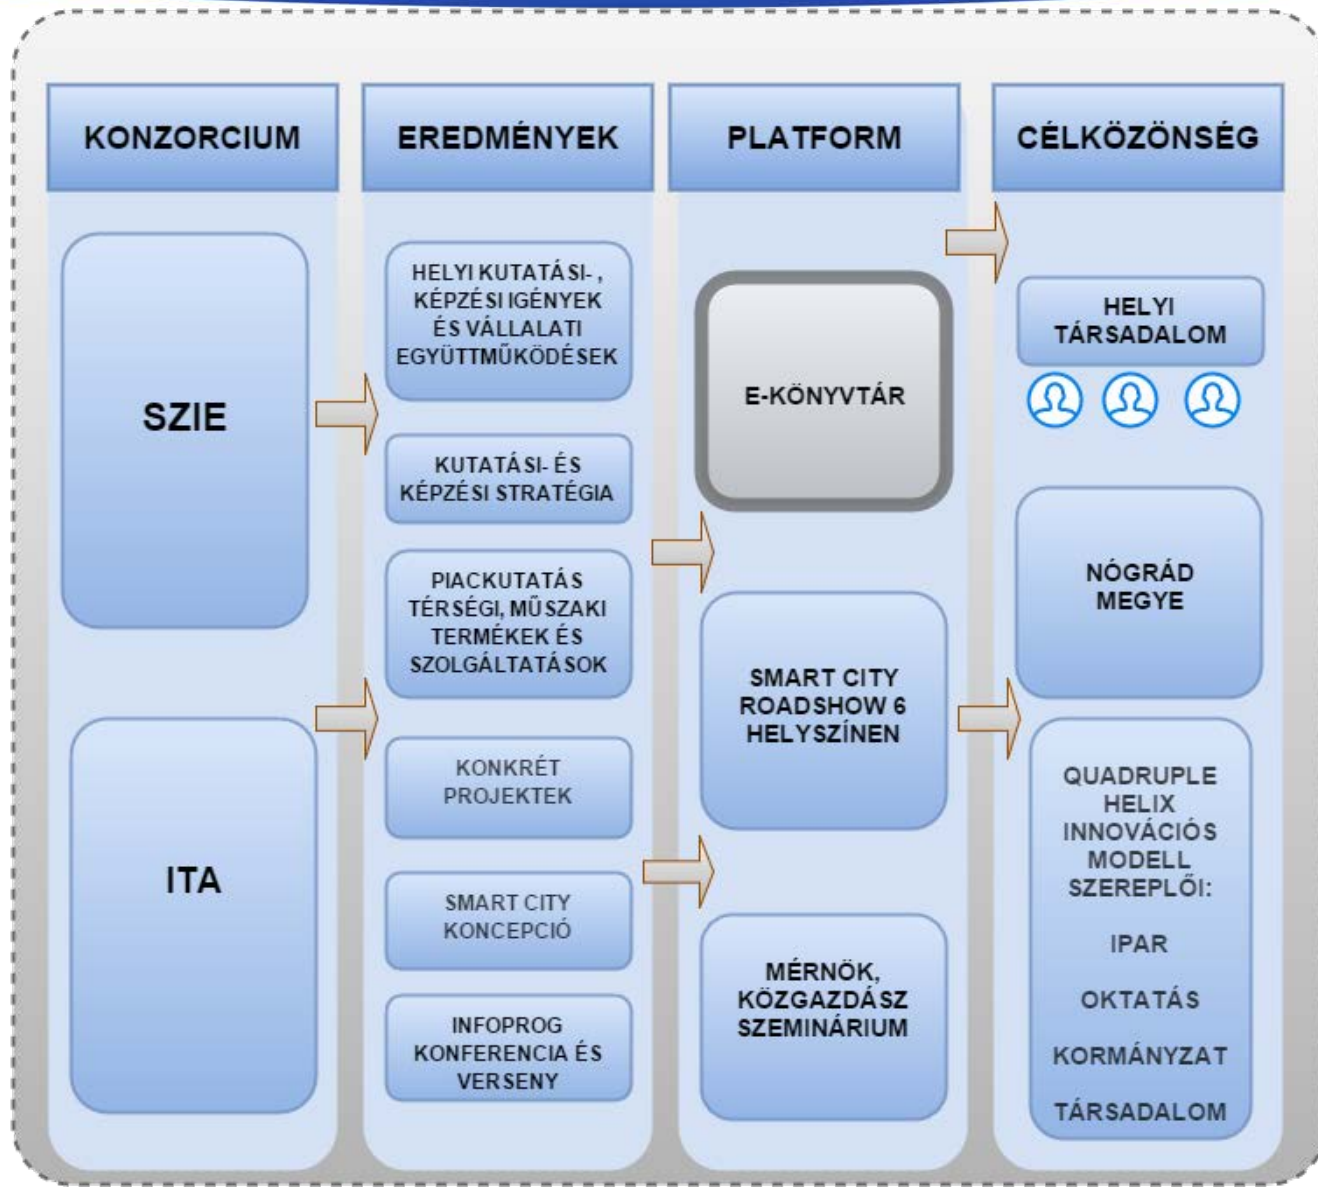 KONZORCIUM
SZIE
ITA
EREDMÉNYEK
HELYI KUTATÁSI- ,
KÉPZÉSI IGÉNYEK
ÉS VÁLLALATI
EGYÜTTMŰKÖDÉSEK
KUTATÁSI- ÉS
KÉPZÉSI STRATÉGIA
PIACKUTATÁS
TÉRSÉGI, MŰSZAKI
TERMÉKEK ÉS
SZOLGÁLTATÁSOK
KONKRÉT
PROJEKTEK
SMART CITY
KONCEPCIÓ
INFOPROG
KONFERENCIA ÉS
VERSENY
PLATFORM
E-KÖNYVTÁR
SMART CITY
ROADSHOW 6
HELYSZÍNEN
MÉRNÖK,
KÖZGAZDÁSZ
SZEMINÁRIUM
CÉLKÖZÖNSÉG
HELYI
TÁRSADALOM
NÓGRÁD
MEGYE
QUADRUPLE
HELIX
INNOVÁCIÓS
MODELL
SZEREPLŐI:
IPAR
OKTATÁS
KORMÁNYZAT
TÁRSADALOM